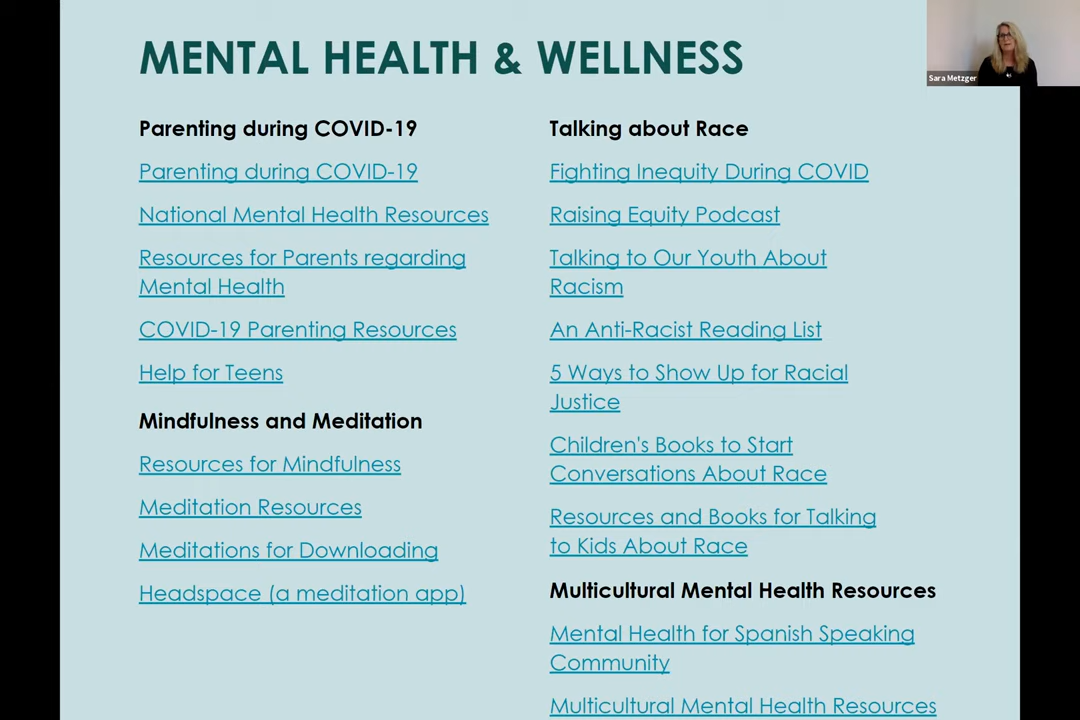 MENTAL HEALTH & WELLNESS
Parenting during COVID-19
Parenting during COVID-19
National Mental Health Resources
Resources for Parents regarding
Mental Health
COVID-19 Parenting Resources
Help for Teens
Mindfulness and Meditation
Resources for Mindfulness
Meditation Resources
Meditations for Downloading
Headspace (a meditation app)
Talking about Race
Fighting Inequity During COVID
Raising Equity Podcast
Talking to Our Youth About
Racism
An Anti-Racist Reading List
5 Ways to Show Up for Racial
Justice
Children's Books to Start
Conversations About Race
Resources and Books for Talking
to Kids About Race
Multicultural Mental Health Resources
Mental Health for Spanish Speaking
Community
Multicultural Mental Health Resources
Sara Metzger